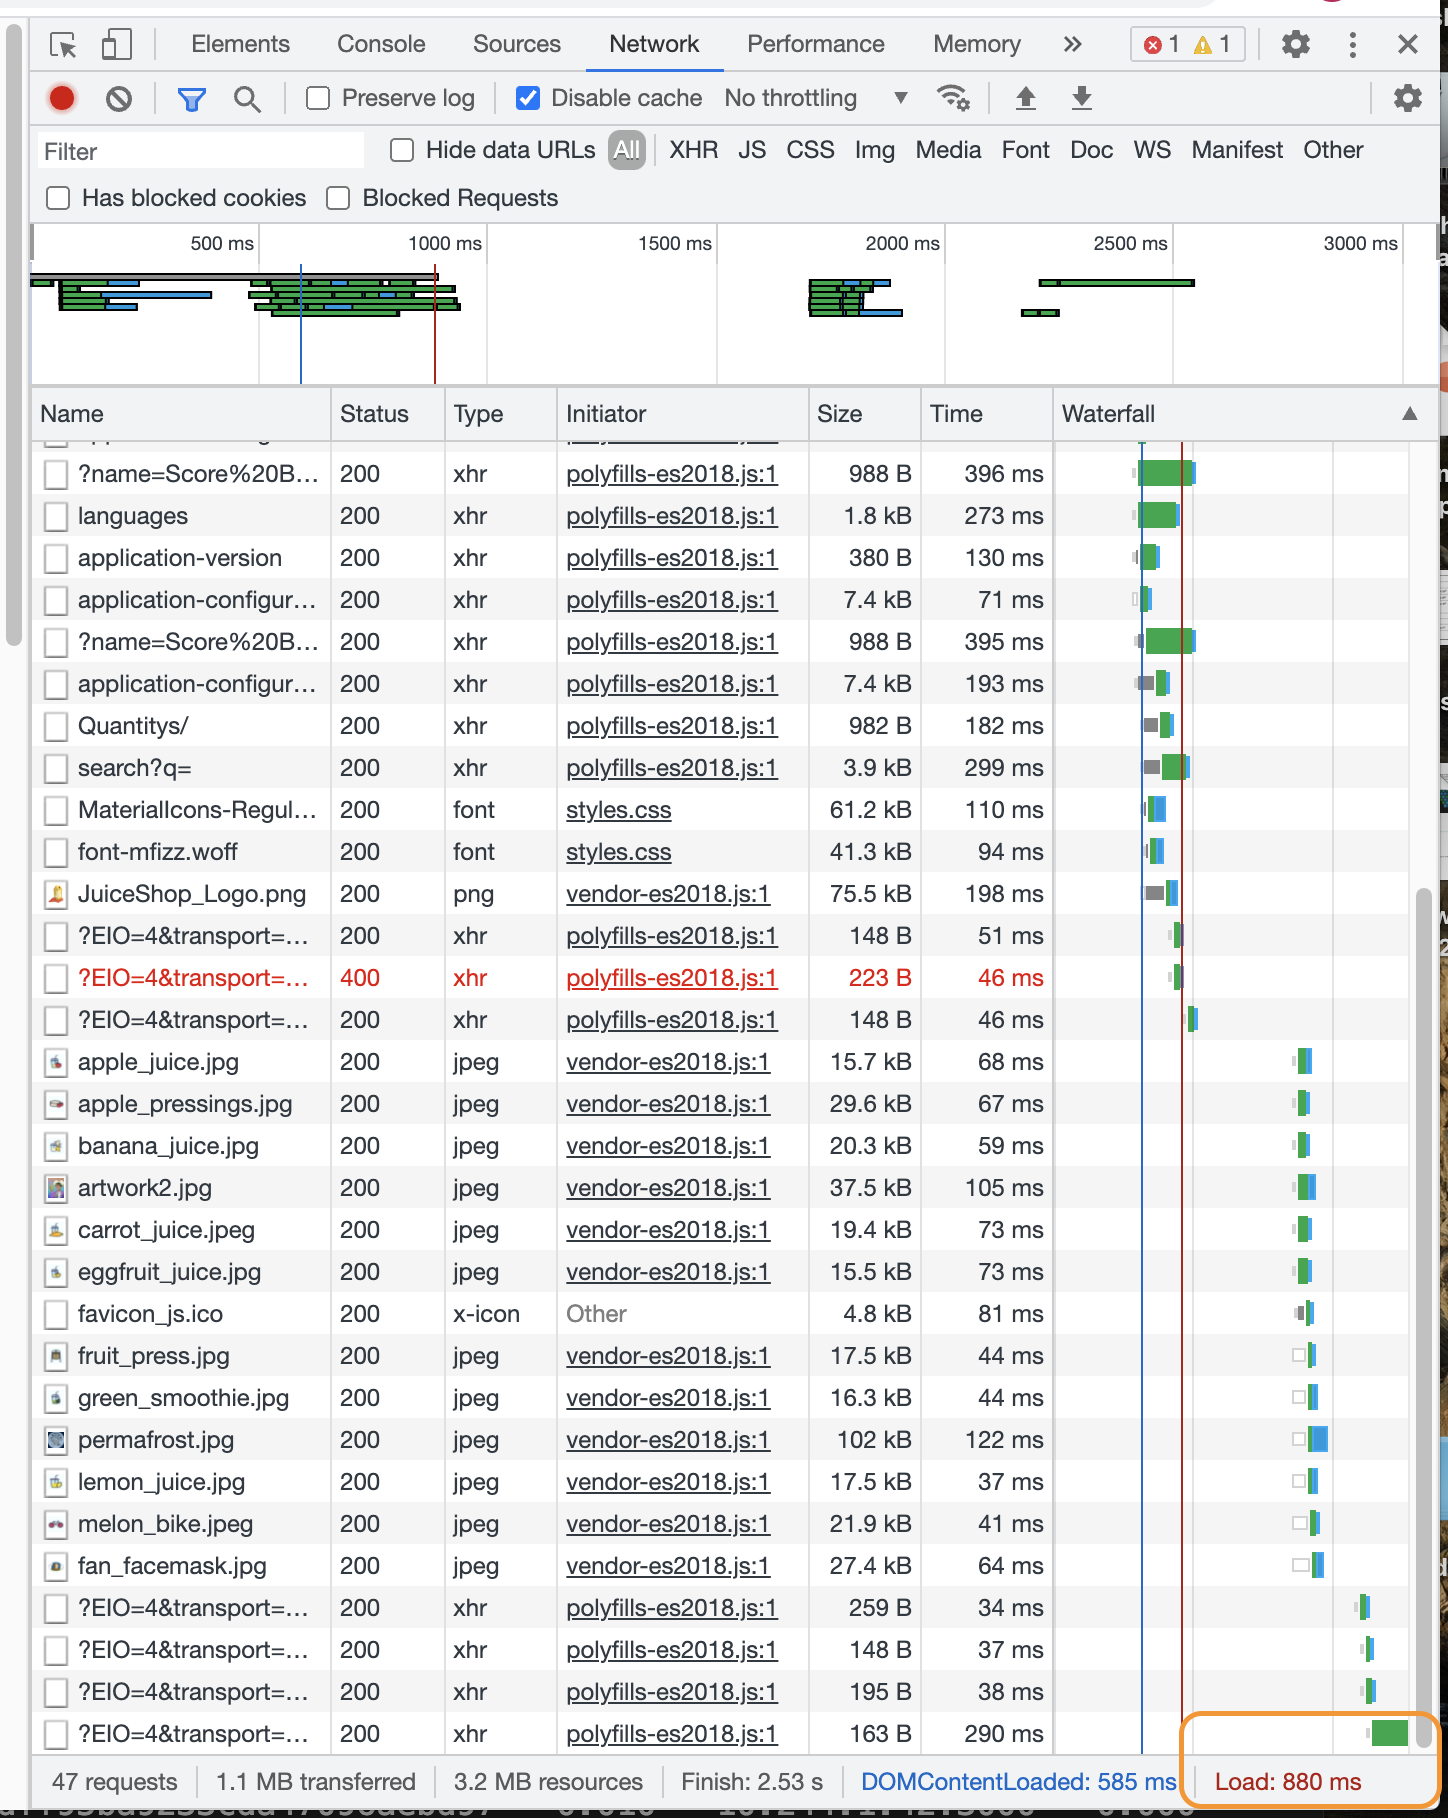 Elements Console Sources Network Performance Memory 1 1
Preserve log Disable cache No throttling
Filter Hide data URLs All XHR JS CSS Img Media Font Doc WS Manifest Other
Has blocked cookies Blocked Requests
500 ms 1000 ms 1500 ms 2000 ms 2500 ms 3000 ms
Name Status Type Initiator Size Time Waterfall
?name=Score%20B... 200 xhr polyfills-es2018.js:1 988 B 396 ms
languages 200 xhr polyfills-es2018.js:1 1.8 kB 273 ms
application-version 200 xhr polyfills-es2018.js:1 380 B 130 ms
application-configur... 200 xhr polyfills-es2018.js:1 7.4 kB 71 ms
?name=Score%20B... 200 xhr polyfills-es2018.js:1 988 B 395 ms
application-configur... 200 xhr polyfills-es2018.js:1 7.4 kB 193 ms
Quantitys/ 200 xhr polyfills-es2018.js:1 982 B 182 ms
search?q= 200 xhr polyfills-es2018.js:1 3.9 kB 299 ms
MaterialIcons-Regul... 200 font styles.css 61.2 kB 110 ms
font-mfizz.woff 200 font styles.css 41.3 kB 94 ms
JuiceShop_Logo.png 200 png vendor-es2018.js:1 75.5 kB 198 ms
?EIO=4&transport=... 200 xhr polyfills-es2018.js:1 148 B 51 ms
?EIO=4&transport=... 400 xhr polyfills-es2018.js:1 223 B 46 ms
?EIO=4&transport=... 200 xhr polyfills-es2018.js:1 148 B 46 ms
apple_juice.jpg 200 jpeg vendor-es2018.js:1 15.7 kB 68 ms
apple_pressings.jpg 200 jpeg vendor-es2018.js:1 29.6 kB 67 ms
banana_juice.jpg 200 jpeg vendor-es2018.js:1 20.3 kB 59 ms
artwork2.jpg 200 jpeg vendor-es2018.js:1 37.5 kB 105 ms
carrot_juice.jpeg 200 jpeg vendor-es2018.js:1 19.4 kB 73 ms
eggfruit_juice.jpg 200 jpeg vendor-es2018.js:1 15.5 kB 73 ms
favicon_js.ico 200 x-icon Other 4.8 kB 81 ms
fruit_press.jpg 200 jpeg vendor-es2018.js:1 17.5 kB 44 ms
green_smoothie.jpg 200 jpeg vendor-es2018.js:1 16.3 kB 44 ms
permafrost.jpg 200 jpeg vendor-es2018.js:1 102 kB 122 ms
lemon_juice.jpg 200 jpeg vendor-es2018.js:1 17.5 kB 37 ms
melon_bike.jpeg 200 jpeg vendor-es2018.js:1 21.9 kB 41 ms
fan_facemask.jpg 200 jpeg vendor-es2018.js:1 27.4 kB 64 ms
?EIO=4&transport=... 200 xhr polyfills-es2018.js:1 259 B 34 ms
?EIO=4&transport=... 200 xhr polyfills-es2018.js:1 148 B 37 ms
?EIO=4&transport=... 200 xhr polyfills-es2018.js:1 195 B 38 ms
?EIO=4&transport=... 200 xhr polyfills-es2018.js:1 163 B 290 ms
47 requests 1.1 MB transferred 3.2 MB resources Finish: 2.53 s DOMContentLoaded: 585 ms Load: 880 ms